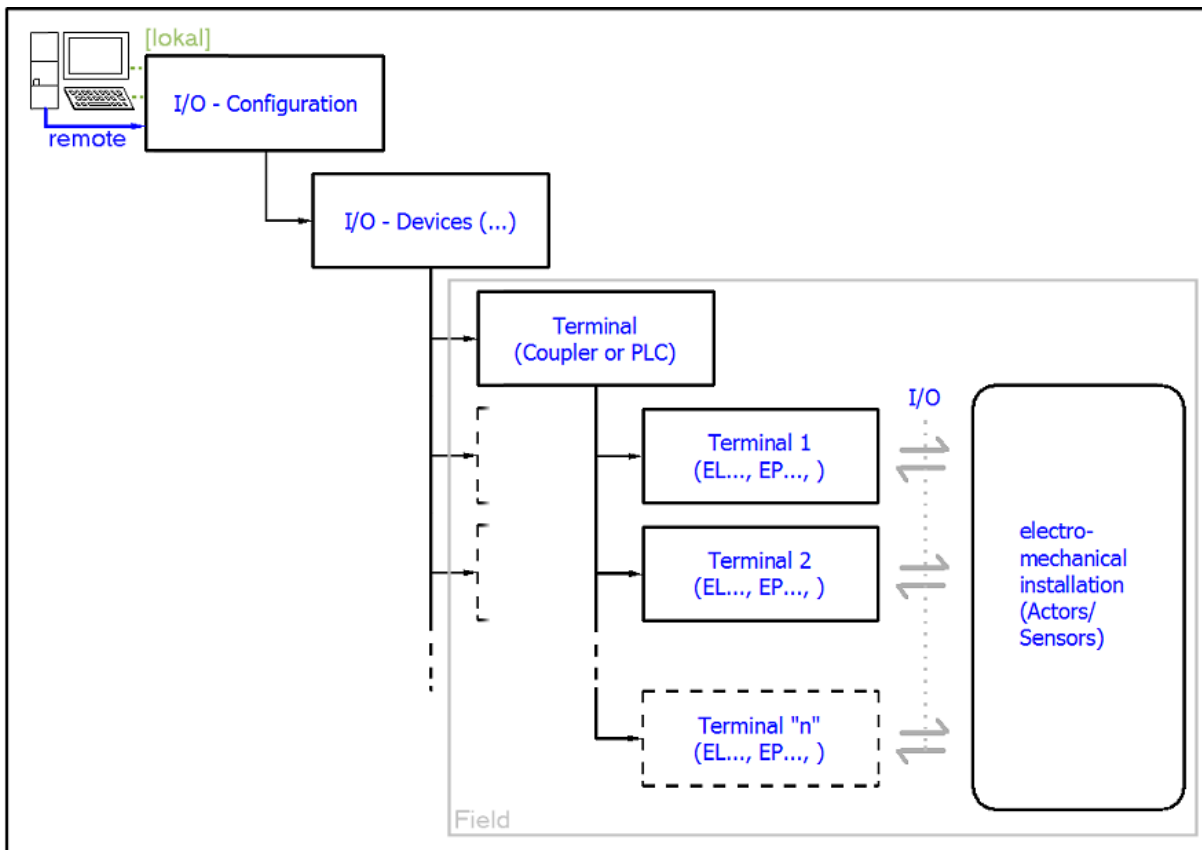 [lokal]
I/O - Configuration
remote
I/O - Devices (...)
Terminal
(Coupler or PLC)
I/O
Terminal 1
(EL..., EP..., )
Terminal 2
(EL..., EP..., )
electro-
mechanical
installation
(Actors/
Sensors)
Terminal "n"
(EL..., EP..., )
Field